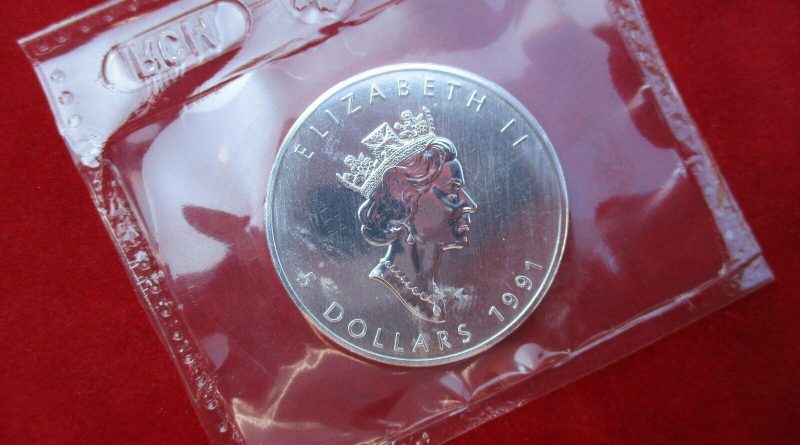 RCM
ELIZABETH II
5 DOLLARS 1991